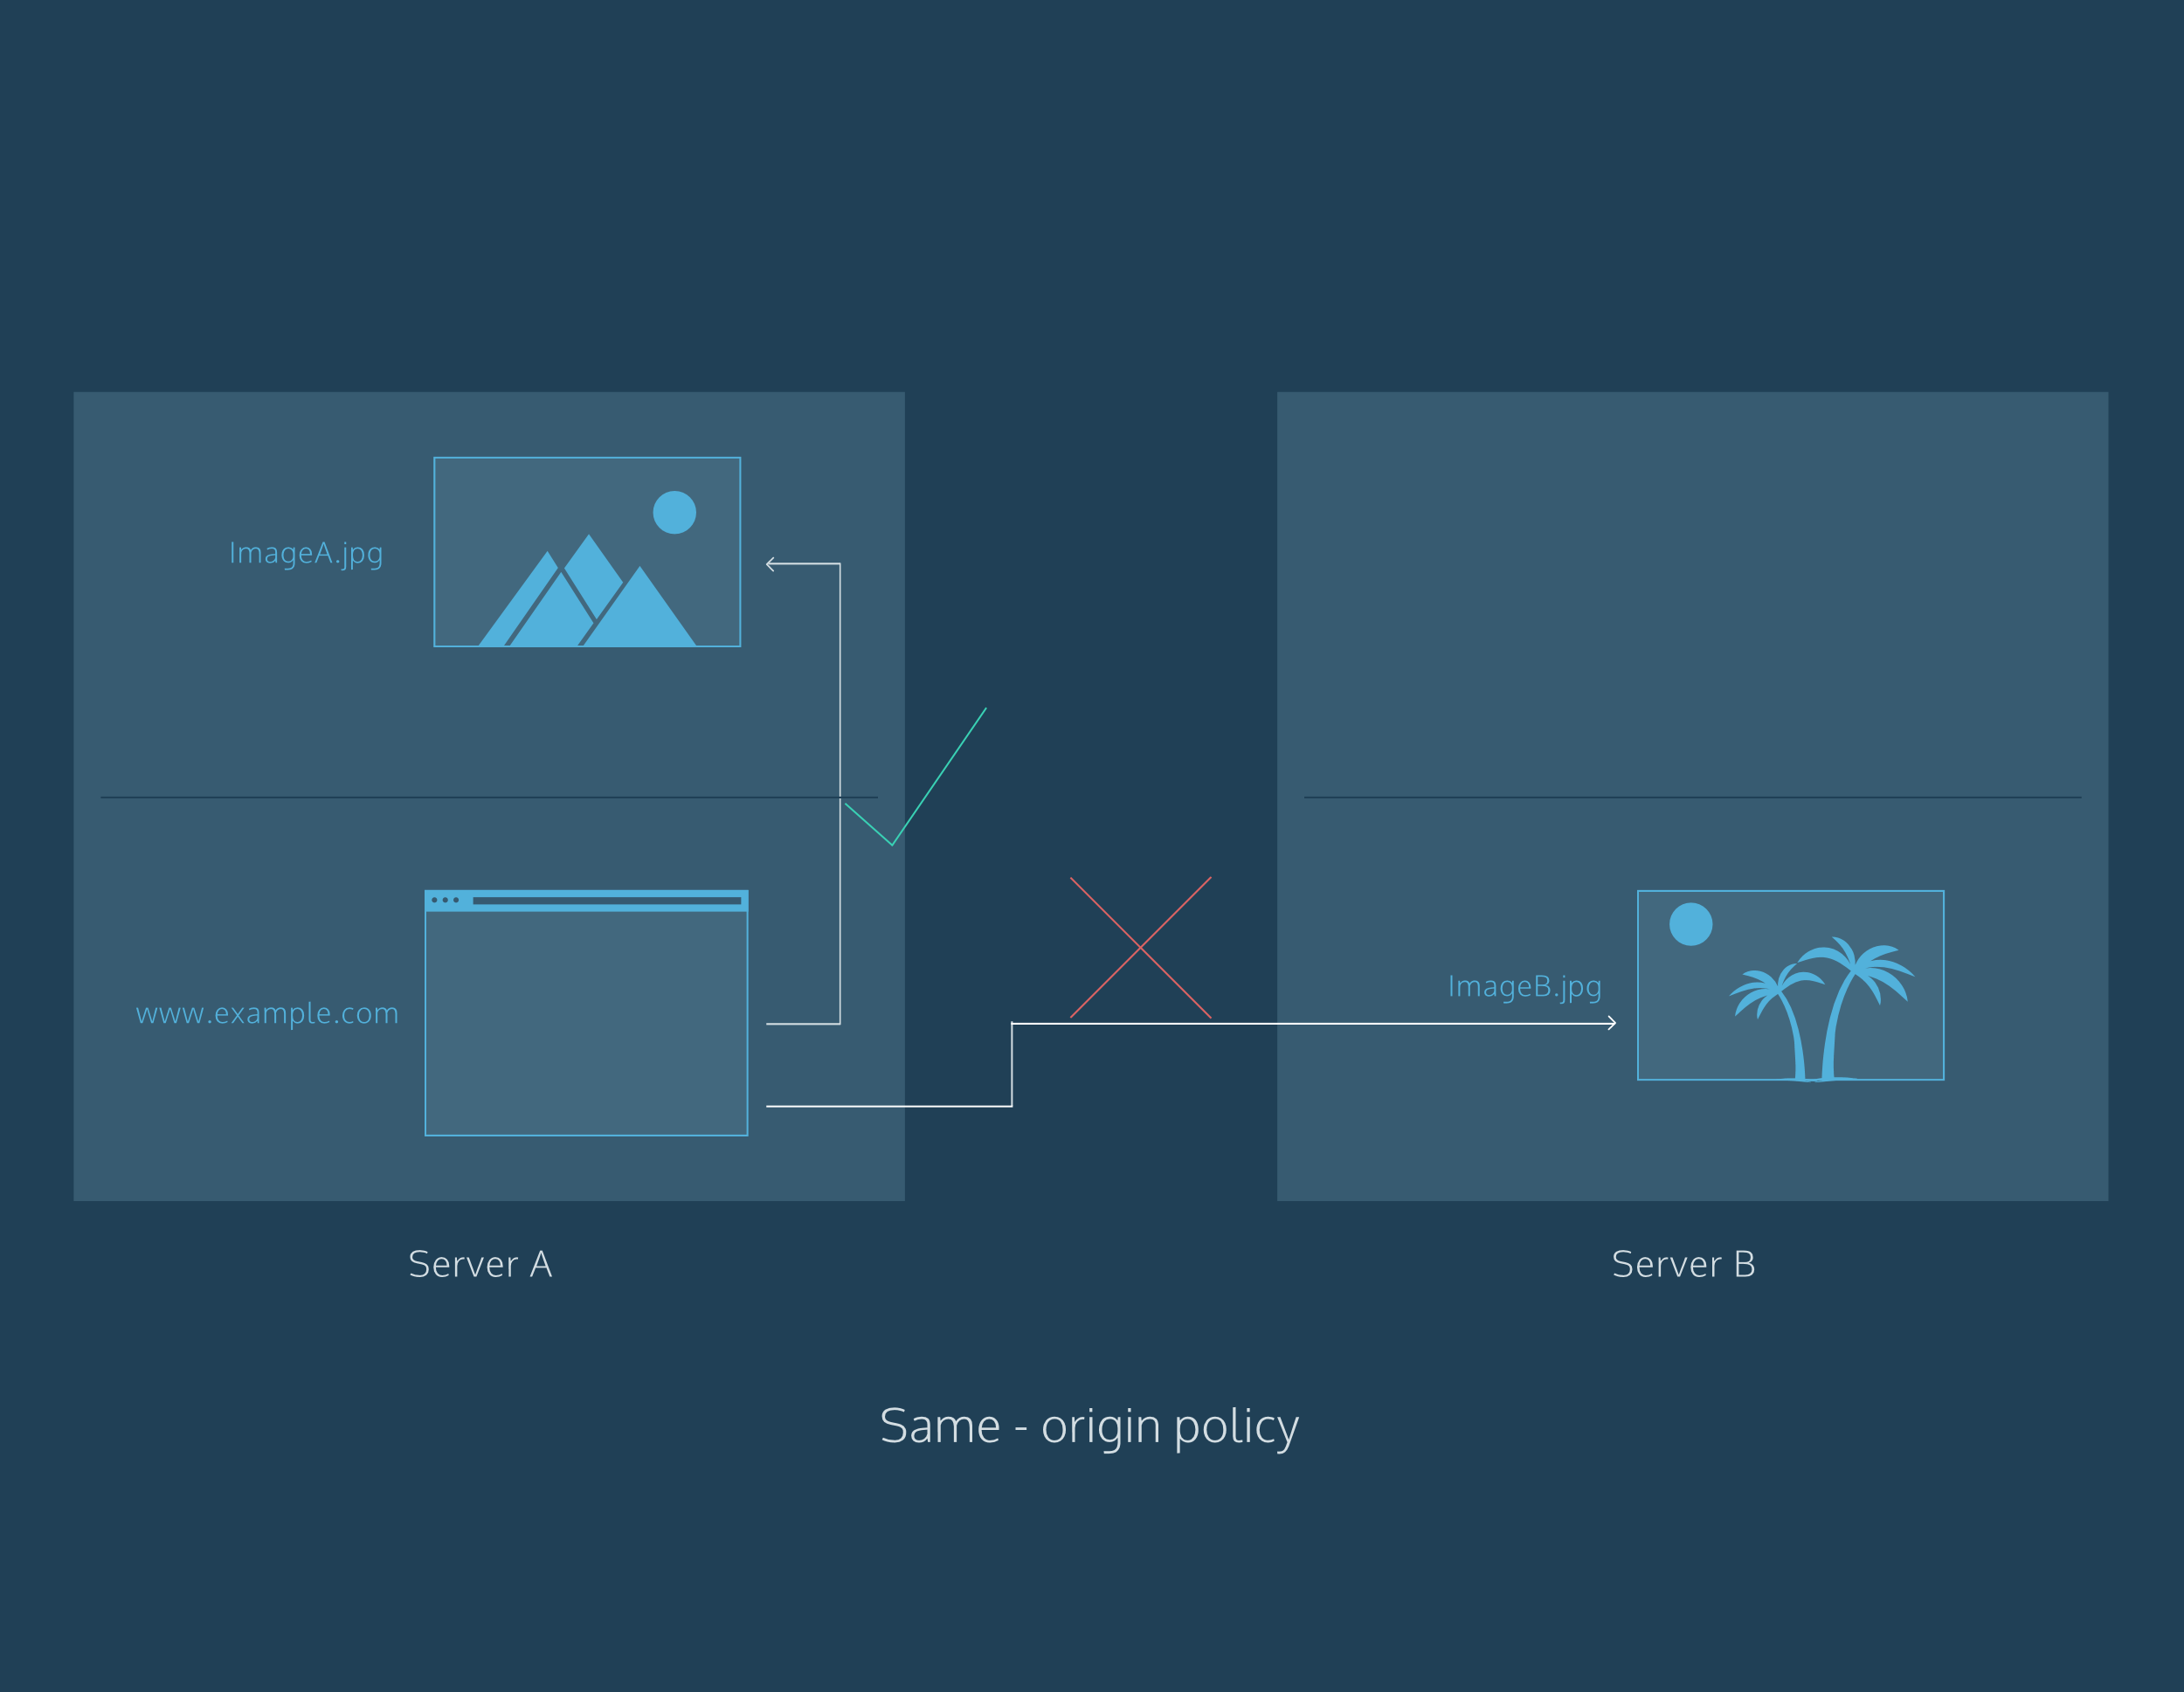 ImageA.jpg
www.example.com
ImageB.jpg
Server A
Server B
Same - origin policy